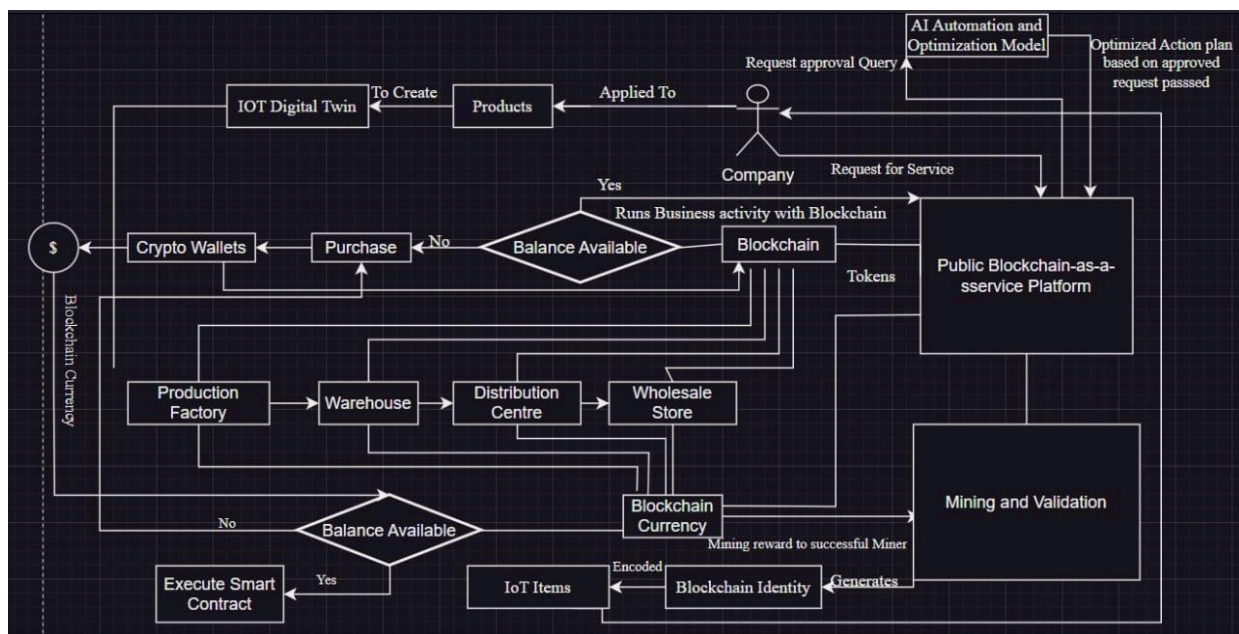 AI Automation and
Optimization Model
Optimized Action plan
based on approved
request passsed
Request approval Query
IOT Digital Twin
To Create
Products
Applied To
Company
Request for Service
Yes
Runs Business activity with Blockchain
$
Crypto Wallets
Purchase
No
Balance Available
Blockchain
Tokens
Public Blockchain-as-a-
sservice Platform
Blockchain Currency
Production
Factory
Warehouse
Distribution
Centre
Wholesale
Store
No
Balance Available
Blockchain
Currency
Mining and Validation
Mining reward to successful Miner
Execute Smart
Contract
Yes
IoT Items
Encoded
Blockchain Identity
Generates